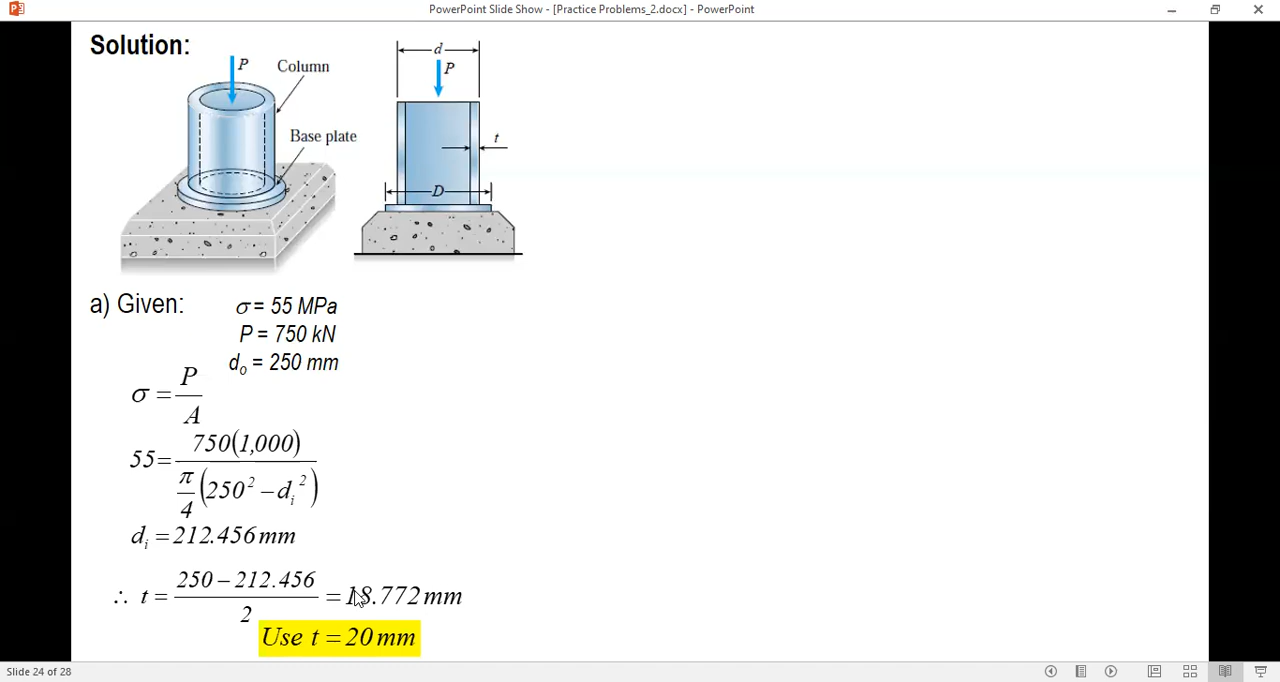 PowerPoint Slide Show - [Practice Problems_2.docx] - PowerPoint
Solution:
P
Column
Base plate
d
P
t
D
a) Given:
σ = 55 MPa
P = 750 kN
dₒ = 250 mm
σ = P/A
55 = 750(1,000) / (π/4 (250² − dᵢ²))
dᵢ = 212.456 mm
∴ t = (250 − 212.456)/2 = 18.772 mm
Use t = 20 mm
Slide 24 of 28